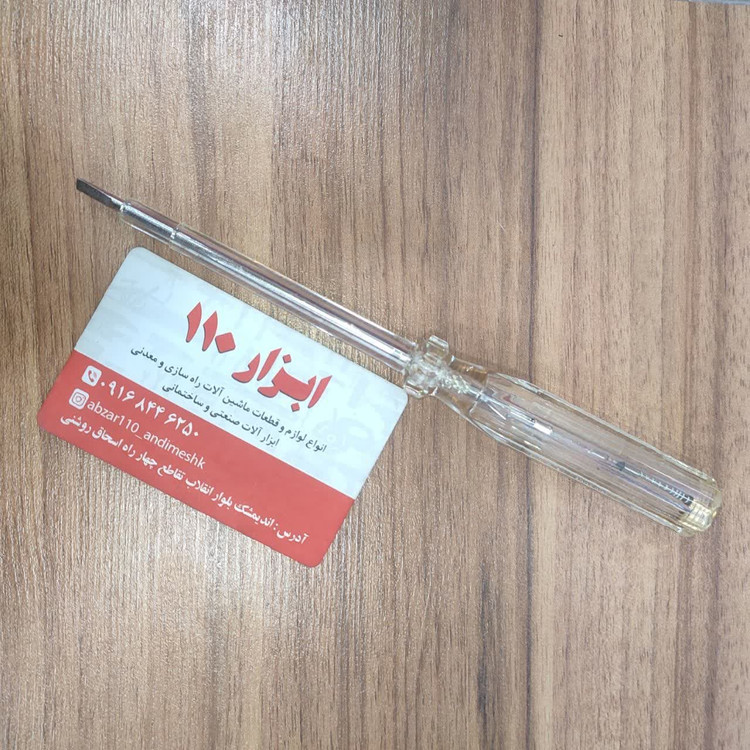 ابزار ۱۱۰
انواع لوازم و قطعات ماشین آلات راه سازی و معدنی
ابزار آلات صنعتی و ساختمانی
۰۹۱۶ ۸۴۴ ۶۲۵۰
abzar110_andimeshk
آدرس : اندیمشک بلوار انقلاب تقاطع چهار راه اسحاق روشنی